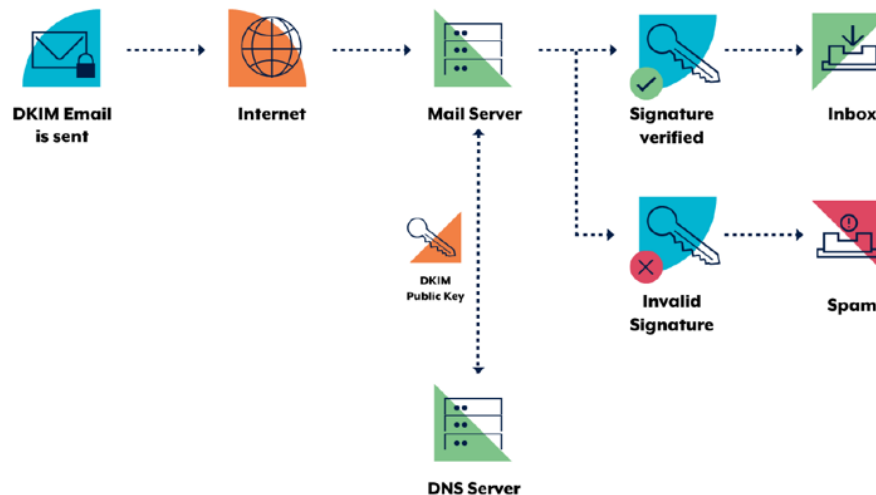 DKIM Email
is sent
Internet
Mail Server
Signature
verified
Inbox
DKIM
Public Key
Invalid
Signature
Spam
DNS Server